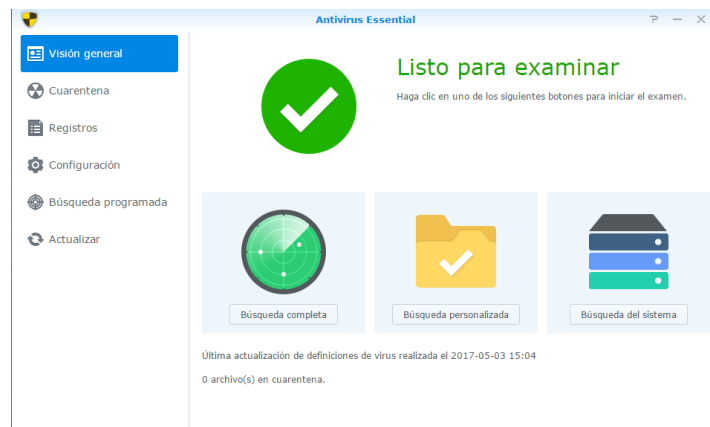 Antivirus Essential
Visión general
Cuarentena
Registros
Configuración
Búsqueda programada
Actualizar
Listo para examinar
Haga clic en uno de los siguientes botones para iniciar el examen.
Búsqueda completa
Búsqueda personalizada
Búsqueda del sistema
Última actualización de definiciones de virus realizada el 2017-05-03 15:04
0 archivo(s) en cuarentena.